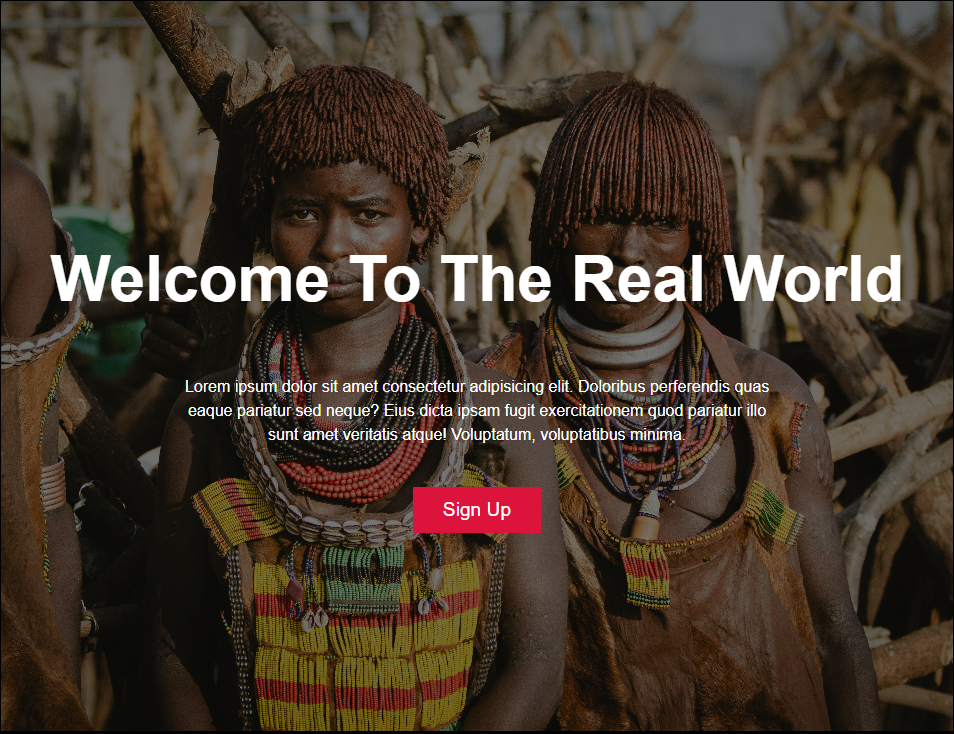 Welcome To The Real World
Lorem ipsum dolor sit amet consectetur adipisicing elit. Doloribus perferendis quas
eaque pariatur sed neque? Eius dicta ipsam fugit exercitationem quod pariatur illo
sunt amet veritatis atque! Voluptatum, voluptatibus minima.
Sign Up